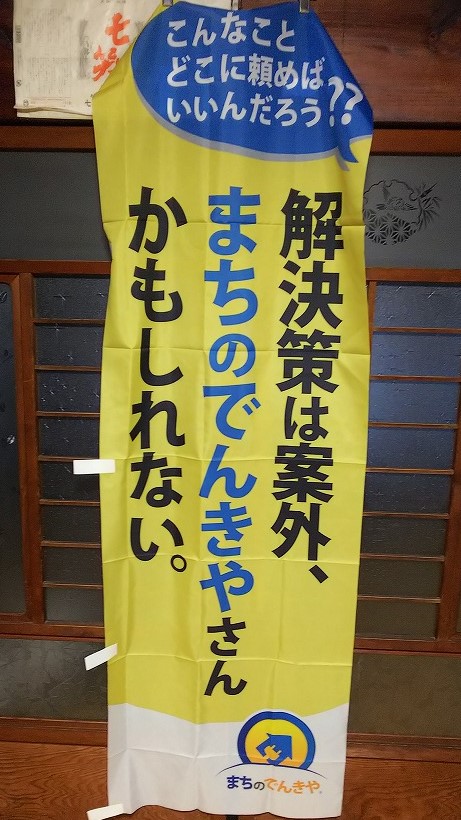 こんなこと
どこに頼めば
いいんだろう??
解決策は案外、
まちのでんきやさん
かもしれない。
まちのでんきや